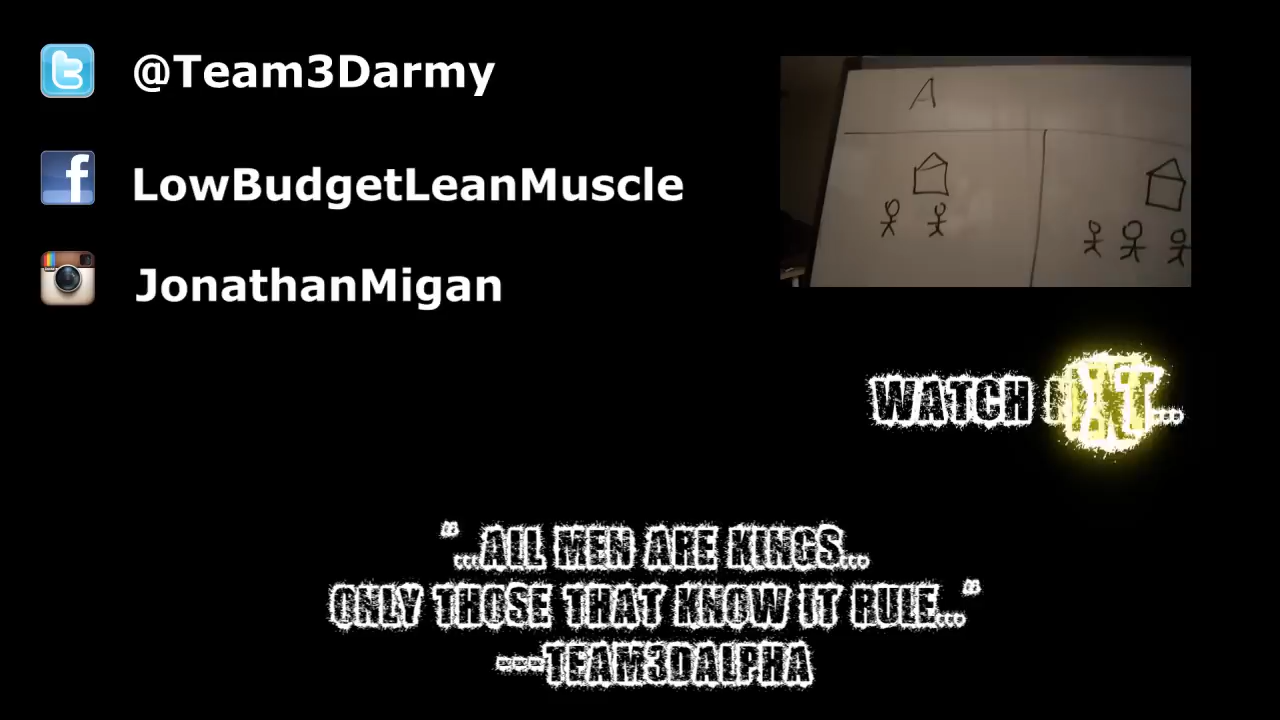 @Team3Darmy
LowBudgetLeanMuscle
JonathanMigan
A
WATCH NEXT...
"...ALL MEN ARE KINGS...
ONLY THOSE THAT KNOW IT RULE..."
---TEAM3DALPHA